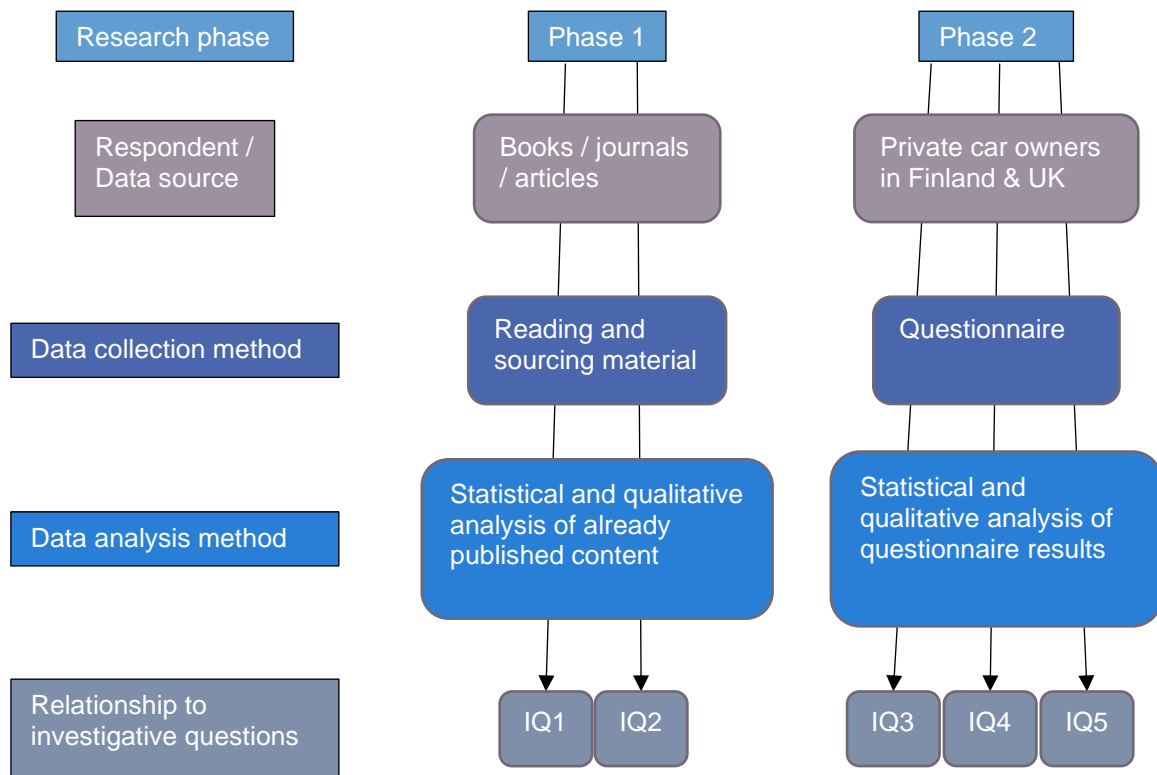 Research phase
Phase 1
Phase 2
Respondent /
Data source
Books / journals
/ articles
Private car owners
in Finland & UK
Data collection method
Reading and
sourcing material
Questionnaire
Data analysis method
Statistical and qualitative
analysis of already
published content
Statistical and
qualitative analysis of
questionnaire results
Relationship to
investigative questions
IQ1
IQ2
IQ3
IQ4
IQ5